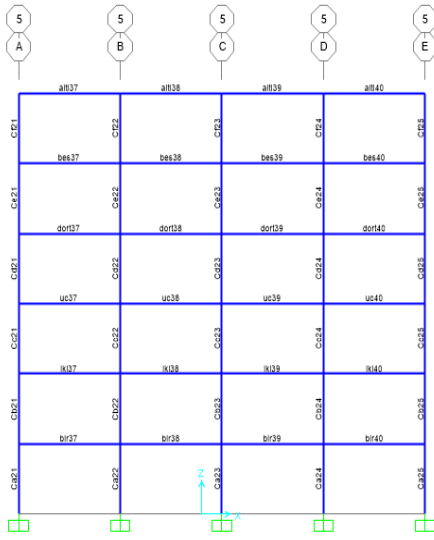 5 5 5 5 5
A B C D E
alti37 alti38 alti39 alti40
Cf21 Cf22 Cf23 Cf24 Cf25
bes37 bes38 bes39 bes40
Ce21 Ce22 Ce23 Ce24 Ce25
dort37 dort38 dort39 dort40
Cd21 Cd22 Cd23 Cd24 Cd25
uc37 uc38 uc39 uc40
Cc21 Cc22 Cc23 Cc24 Cc25
iki37 iki38 iki39 iki40
Cb21 Cb22 Cb23 Cb24 Cb25
bir37 bir38 bir39 bir40
Ca21 Ca22 Ca23 Ca24 Ca25
Z
X